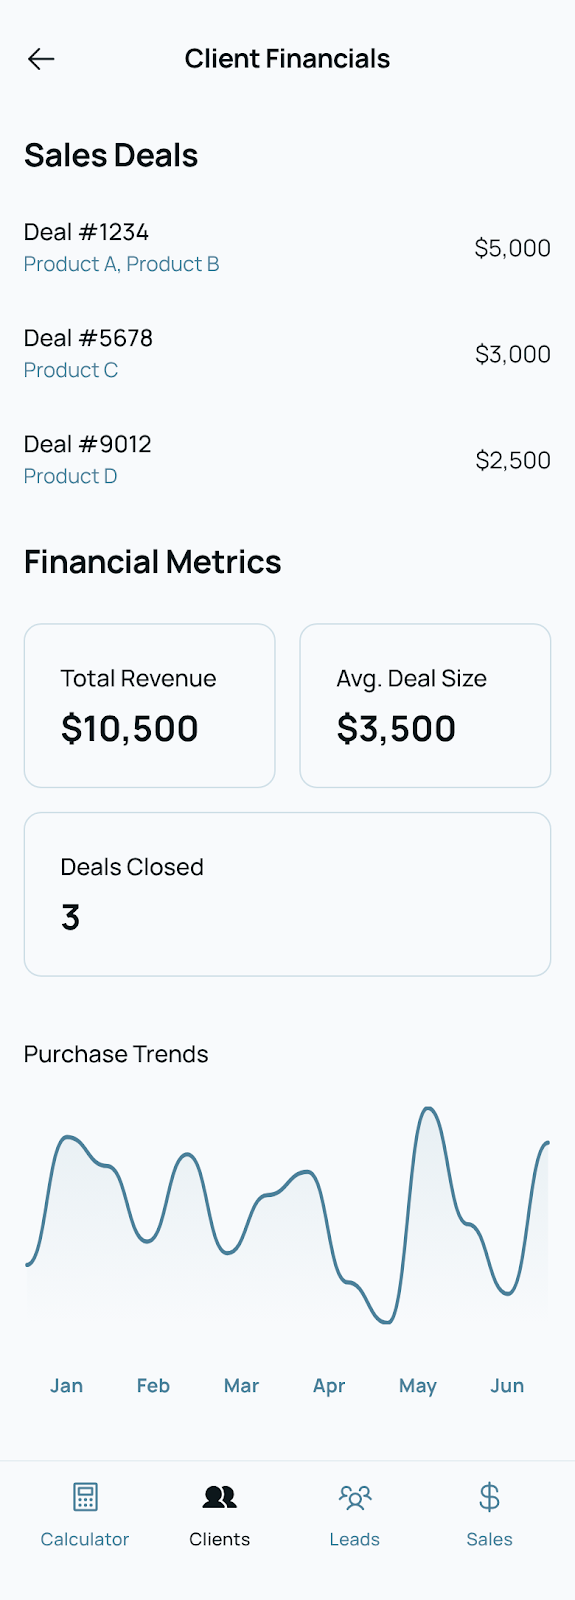 Client Financials
Sales Deals
Deal #1234
Product A, Product B
$5,000
Deal #5678
Product C
$3,000
Deal #9012
Product D
$2,500
Financial Metrics
Total Revenue
$10,500
Avg. Deal Size
$3,500
Deals Closed
3
Purchase Trends
Jan Feb Mar Apr May Jun
Calculator Clients Leads Sales